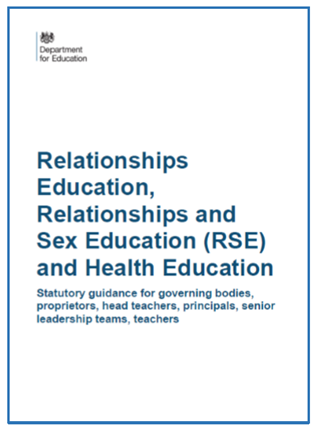 Department
for Education
Relationships
Education,
Relationships and
Sex Education (RSE)
and Health Education
Statutory guidance for governing bodies,
proprietors, head teachers, principals, senior
leadership teams, teachers